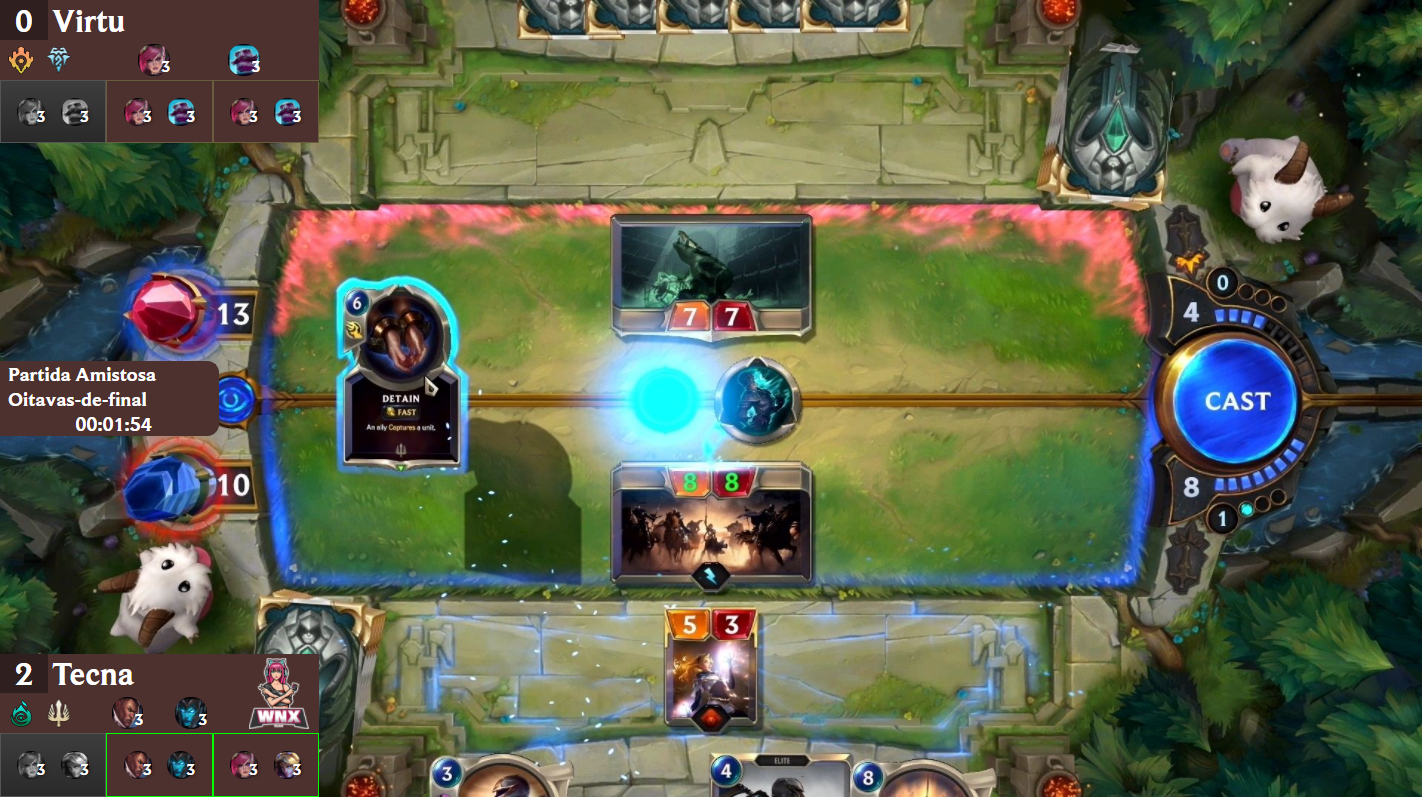 0 Virtu
3 3
3 3 3 3 3 3
13
6
DETAIN
FAST
An ally Captures a unit.
7 7
0
4
Partida Amistosa
Oitavas-de-final
00:01:54
CAST
10
8 8
8
1
5 3
2 Tecna
WNX
3 3
3 3 3 3 3 3
3
4
ELITE
8